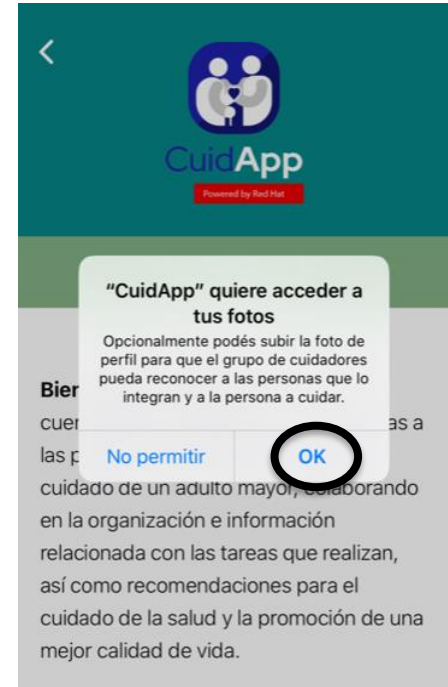 CuidApp
Powered by Red Hat
“CuidApp” quiere acceder a
tus fotos
Opcionalmente podés subir la foto de
perfil para que el grupo de cuidadores
pueda reconocer a las personas que lo
integran y a la persona a cuidar.
No permitir OK
las
cuidado de un adulto mayor, colaborando
en la organización e información
relacionada con las tareas que realizan,
así como recomendaciones para el
cuidado de la salud y la promoción de una
mejor calidad de vida.